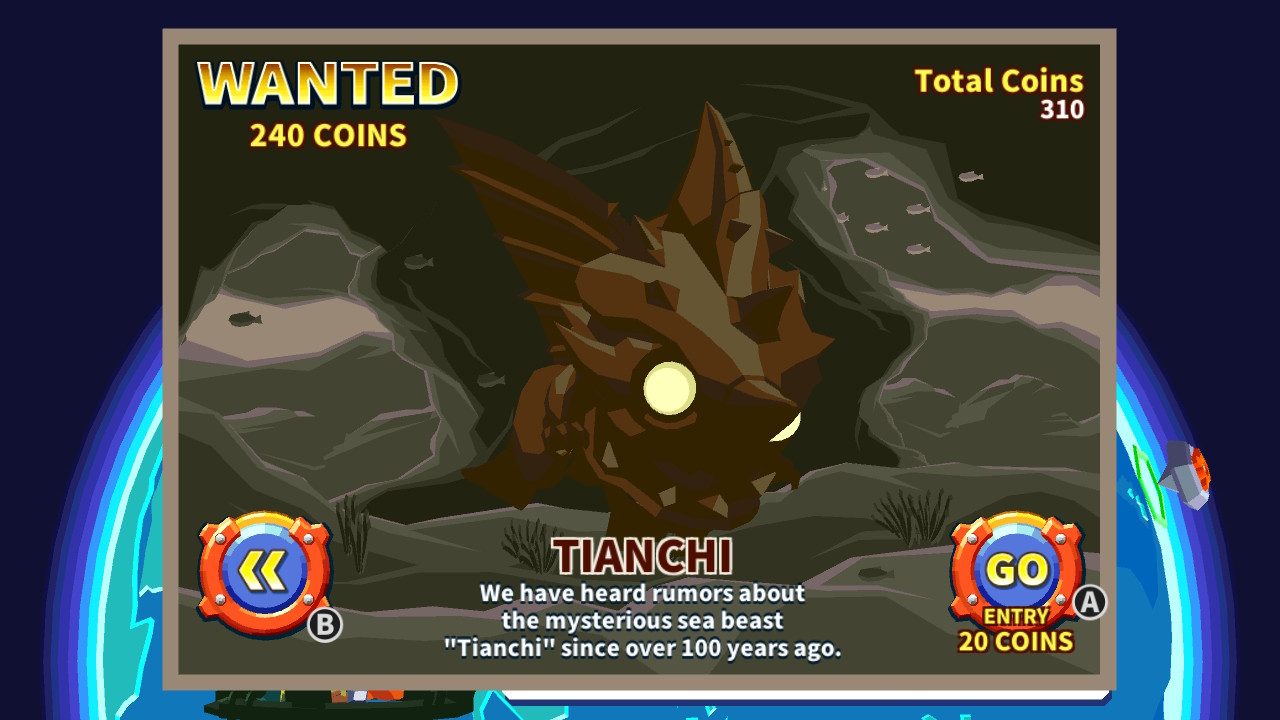 WANTED
240 COINS
Total Coins
310
TIANCHI
We have heard rumors about
the mysterious sea beast
"Tianchi" since over 100 years ago.
B
GO
A
ENTRY
20 COINS